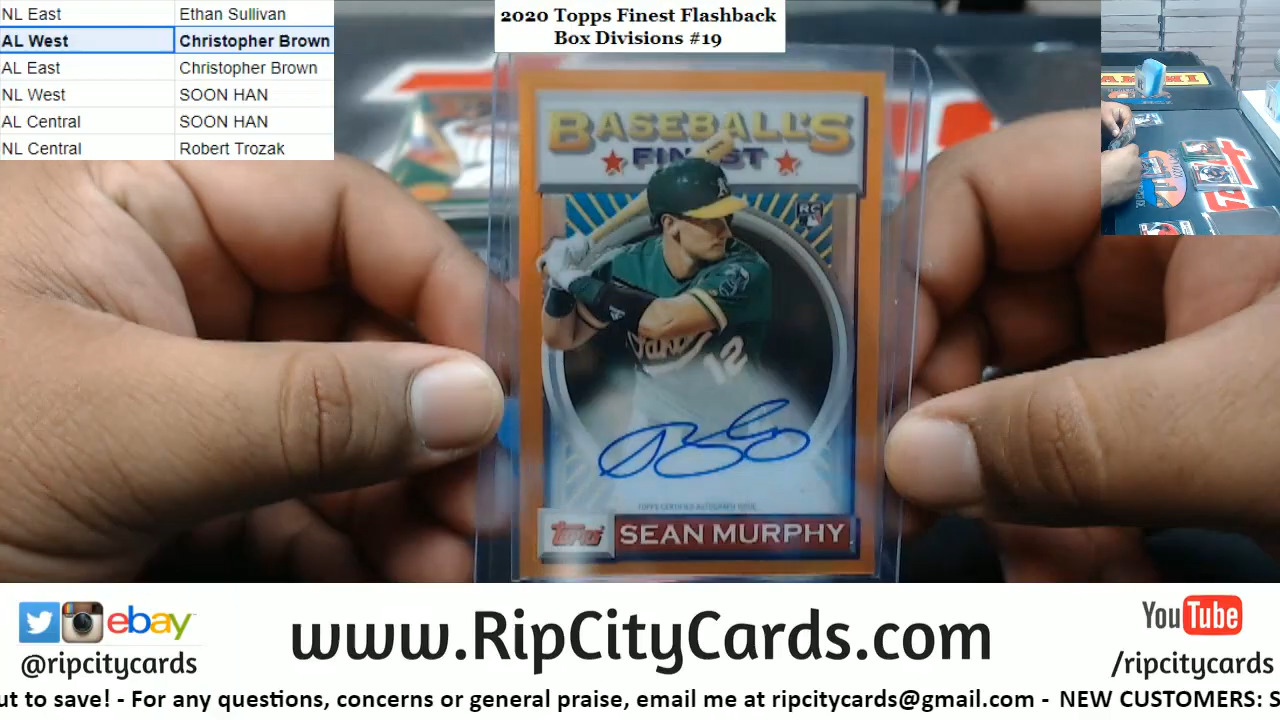 NL East Ethan Sullivan
AL West Christopher Brown
AL East Christopher Brown
NL West SOON HAN
AL Central SOON HAN
NL Central Robert Trozak
2020 Topps Finest Flashback
Box Divisions #19
BASEBALL'S
FINEST
RC
12
TOPPS CERTIFIED AUTOGRAPH ISSUE
Topps SEAN MURPHY
ebay
@ripcitycards
www.RipCityCards.com
YouTube
/ripcitycards
ut to save! - For any questions, concerns or general praise, email me at ripcitycards@gmail.com - NEW CUSTOMERS: S